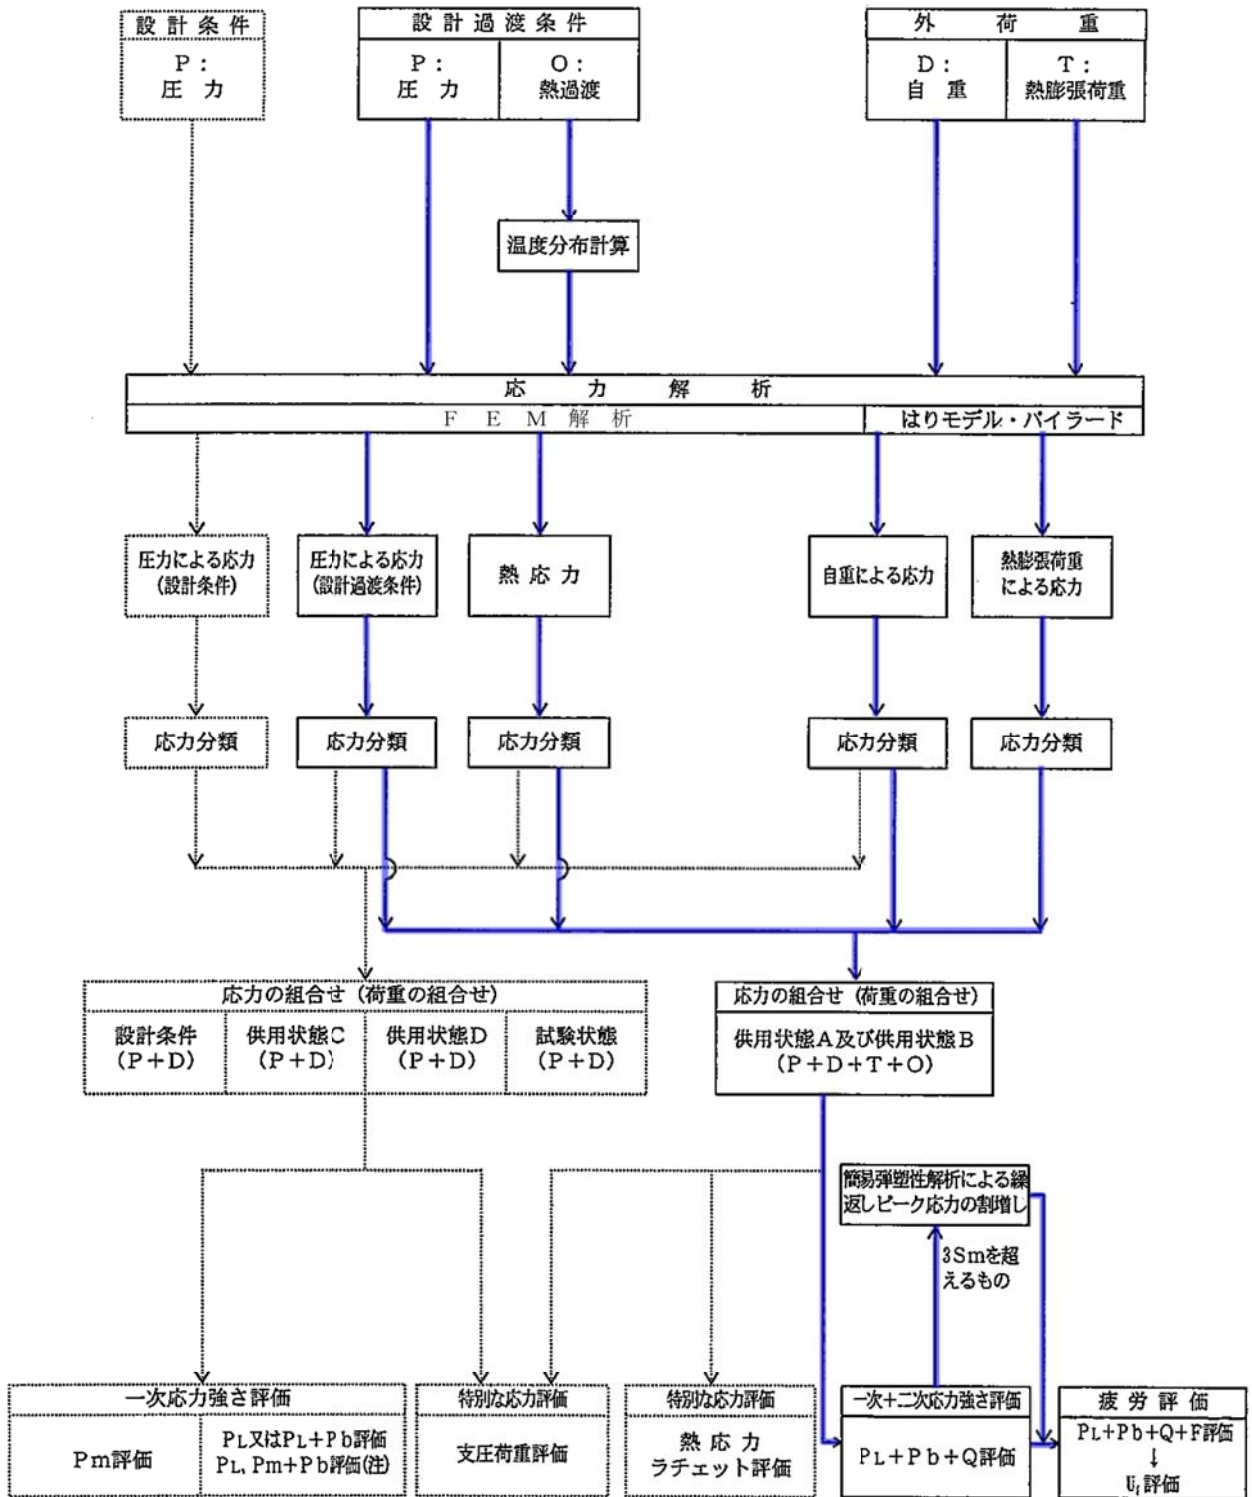 設計条件
P：
圧力
設計過渡条件
P：
圧力
O：
熱過渡
外荷重
D：
自重
T：
熱膨張荷重
温度分布計算
応力解析
FEM解析
はりモデル・バイラード
圧力による応力
(設計条件)
圧力による応力
(設計過渡条件)
熱応力
自重による応力
熱膨張荷重
による応力
応力分類
応力分類
応力分類
応力分類
応力分類
応力の組合せ（荷重の組合せ）
設計条件
（P＋D）
供用状態C
（P＋D）
供用状態D
（P＋D）
試験状態
（P＋D）
応力の組合せ（荷重の組合せ）
供用状態A及び供用状態B
（P＋D＋T＋O）
簡易弾塑性解析による繰
返しピーク応力の割増し
3Smを超
えるもの
一次応力強さ評価
Pm評価
PL又はPL＋Pb評価
PL、Pm＋Pb評価(注)
特別な応力評価
支圧荷重評価
特別な応力評価
熱応力
ラチェット評価
一次＋二次応力強さ評価
PL＋Pb＋Q評価
疲労評価
PL＋Pb＋Q＋F評価
↓
Uf評価